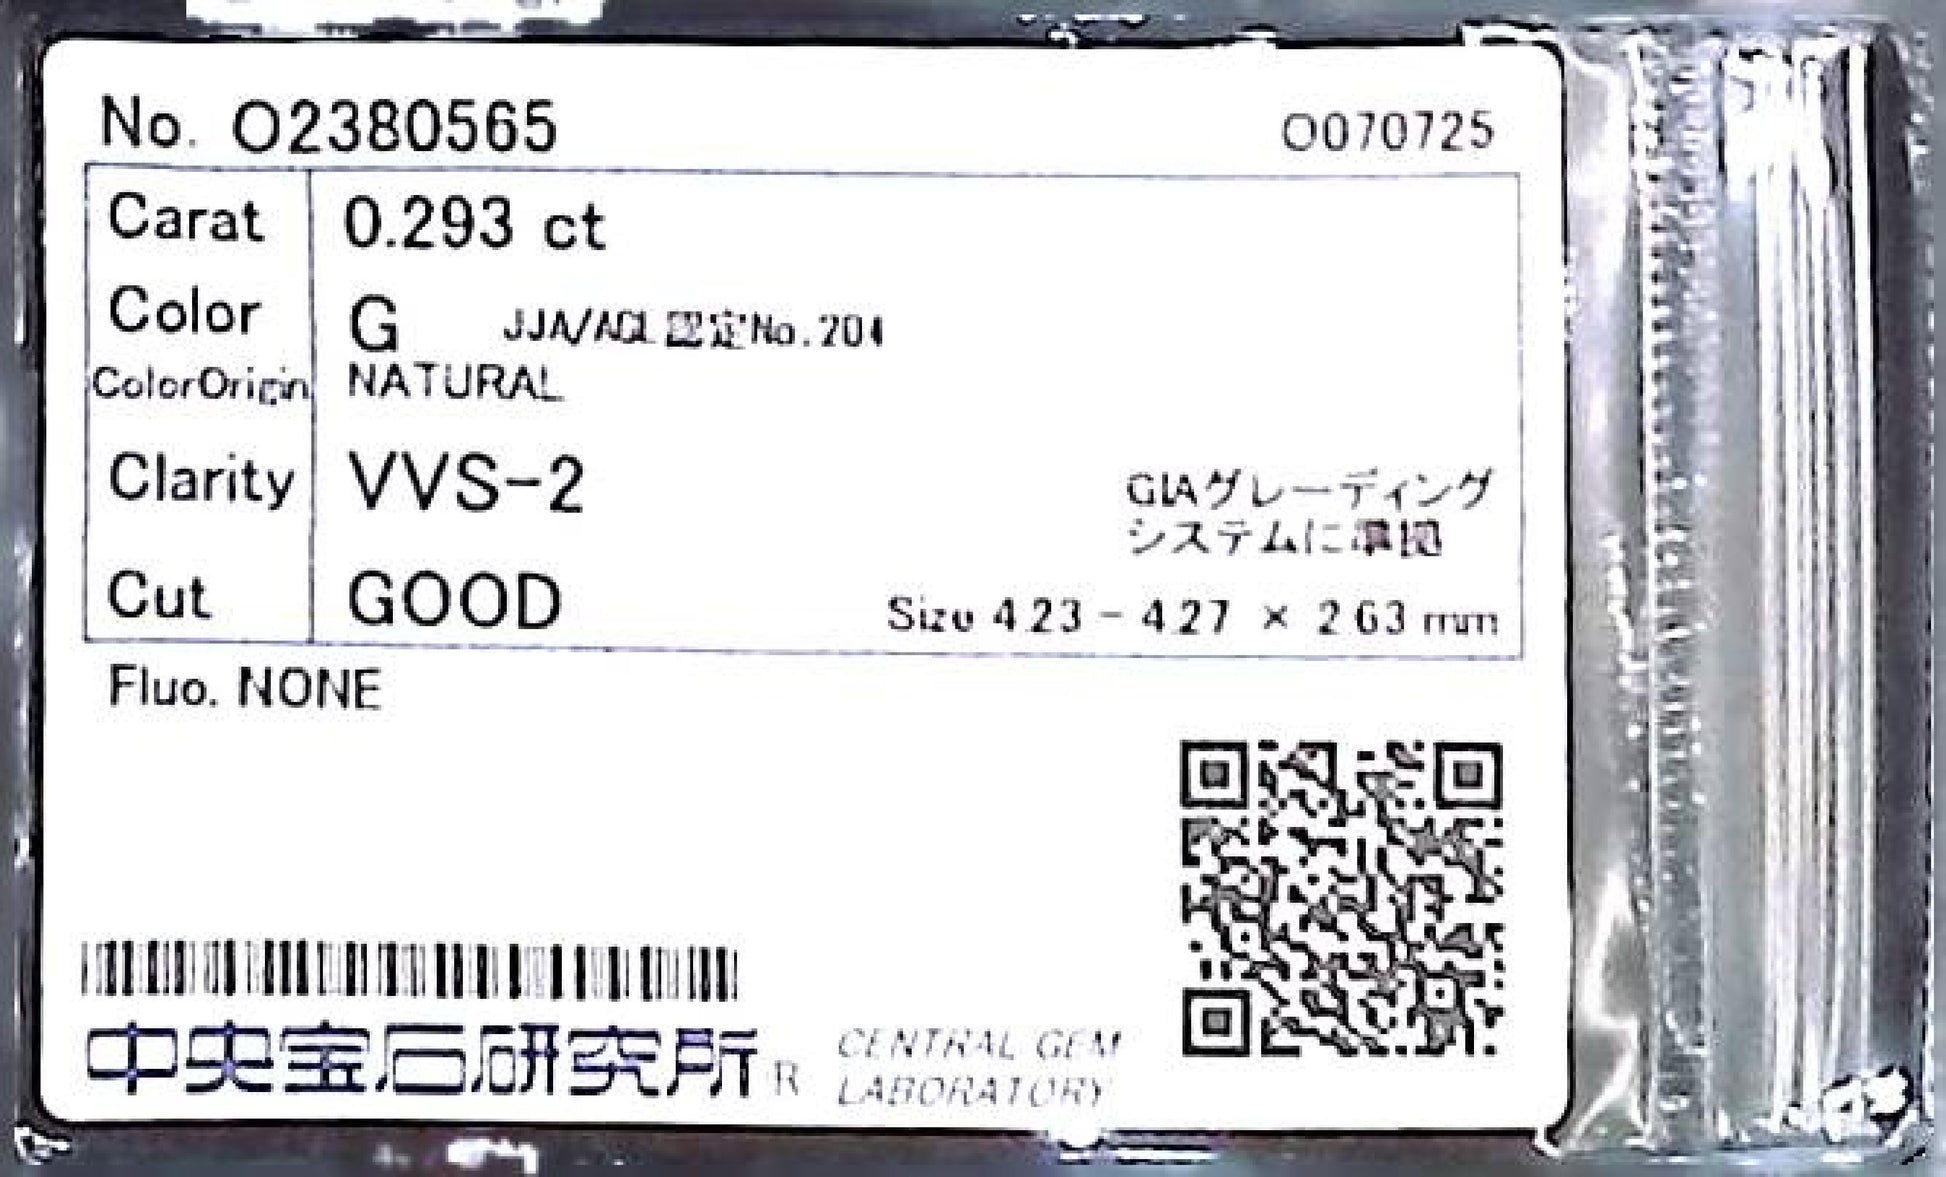 No. O2380565 O070725
Carat 0.293 ct
Color G JJA/AGL認定No.204
ColorOrigin NATURAL
Clarity VVS-2
GIAグレーディング
システムに準拠
Cut GOOD Size 4.23 - 4.27 × 2.63 mm
Fluo. NONE
中央宝石研究所 R CENTRAL GEM
LABORATORY